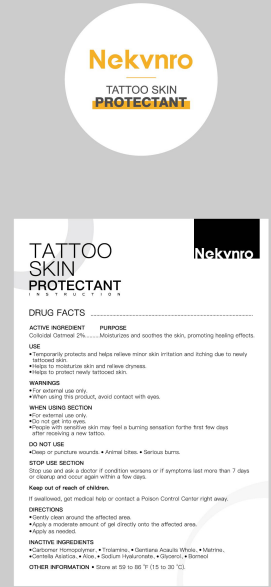 Nekvnro
TATTOO SKIN
PROTECTANT
Nekvnro
TATTOO
SKIN
PROTECTANT
INSTRUCTION
DRUG FACTS
ACTIVE INGREDIENT PURPOSE
Colloidal Oatmeal 2%.......Moisturizes and soothes the skin, promoting healing effects.
USE
•Temporarily protects and helps relieve minor skin irritation and itching due to newly
tattooed skin.
•Helps to moisturize skin and relieve dryness.
•Helps to protect newly tattooed skin.
WARNINGS
•For external use only.
•When using this product, avoid contact with eyes.
WHEN USING SECTION
•For external use only.
•Do not get into eyes.
•People with sensitive skin may feel a burning sensation forthe first few days
after receiving a new tattoo.
DO NOT USE
•Deep or puncture wounds. • Animal bites. • Serious burns.
STOP USE SECTION
Stop use and ask a doctor if condition worsens or if symptoms last more than 7 days
or clearup and occur again within a few days.
Keep out of reach of children.
If swallowed, get medical help or contact a Poison Control Center right away.
DIRECTIONS
•Gently clean around the affected area.
•Apply a moderate amount of gel directly onto the affected area.
•Apply as needed.
INACTIVE INGREDIENTS
•Carbomer Homopolymer, • Trolamine, • Gentiana Acaulis Whole, • Matrine,
•Centella Asiatica, • Aloe, • Sodium Hyaluronate, • Glycerol, • Borneol
OTHER INFORMATION • Store at 59 to 86 °F (15 to 30 °C).